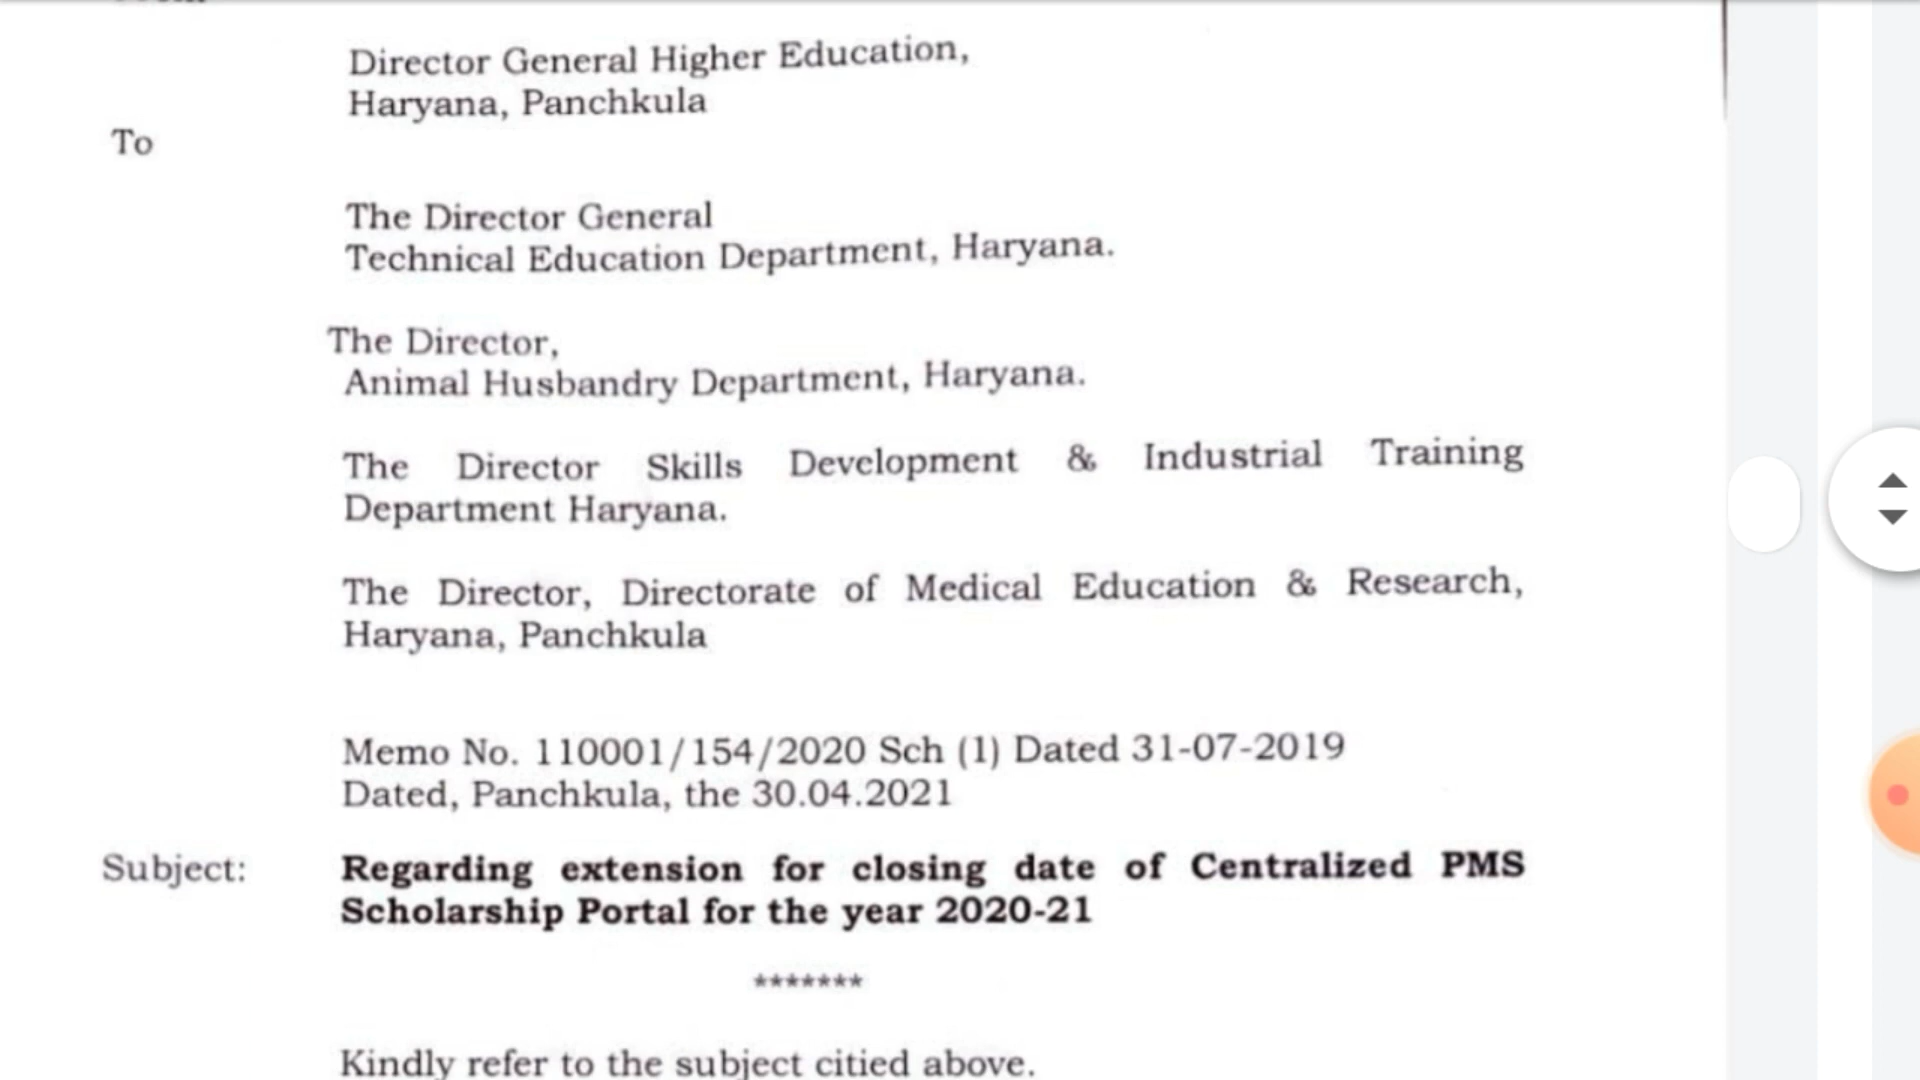 Director General Higher Education,
Haryana, Panchkula
To
The Director General
Technical Education Department, Haryana.
The Director,
Animal Husbandry Department, Haryana.
The Director Skills Development & Industrial Training
Department Haryana.
The Director, Directorate of Medical Education & Research,
Haryana, Panchkula
Memo No. 110001/154/2020 Sch (1) Dated 31-07-2019
Dated, Panchkula, the 30.04.2021
Subject: Regarding extension for closing date of Centralized PMS
Scholarship Portal for the year 2020-21
*******
Kindly refer to the subject citied above.